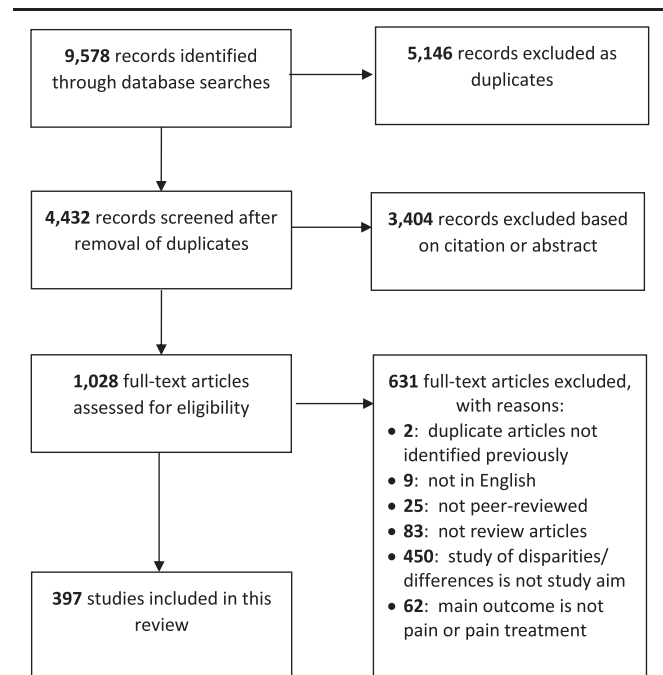 9,578 records identified
through database searches
5,146 records excluded as
duplicates
4,432 records screened after
removal of duplicates
3,404 records excluded based
on citation or abstract
1,028 full-text articles
assessed for eligibility
631 full-text articles excluded,
with reasons:
• 2: duplicate articles not
identified previously
• 9: not in English
• 25: not peer-reviewed
• 83: not review articles
• 450: study of disparities/
differences is not study aim
• 62: main outcome is not
pain or pain treatment
397 studies included in this
review